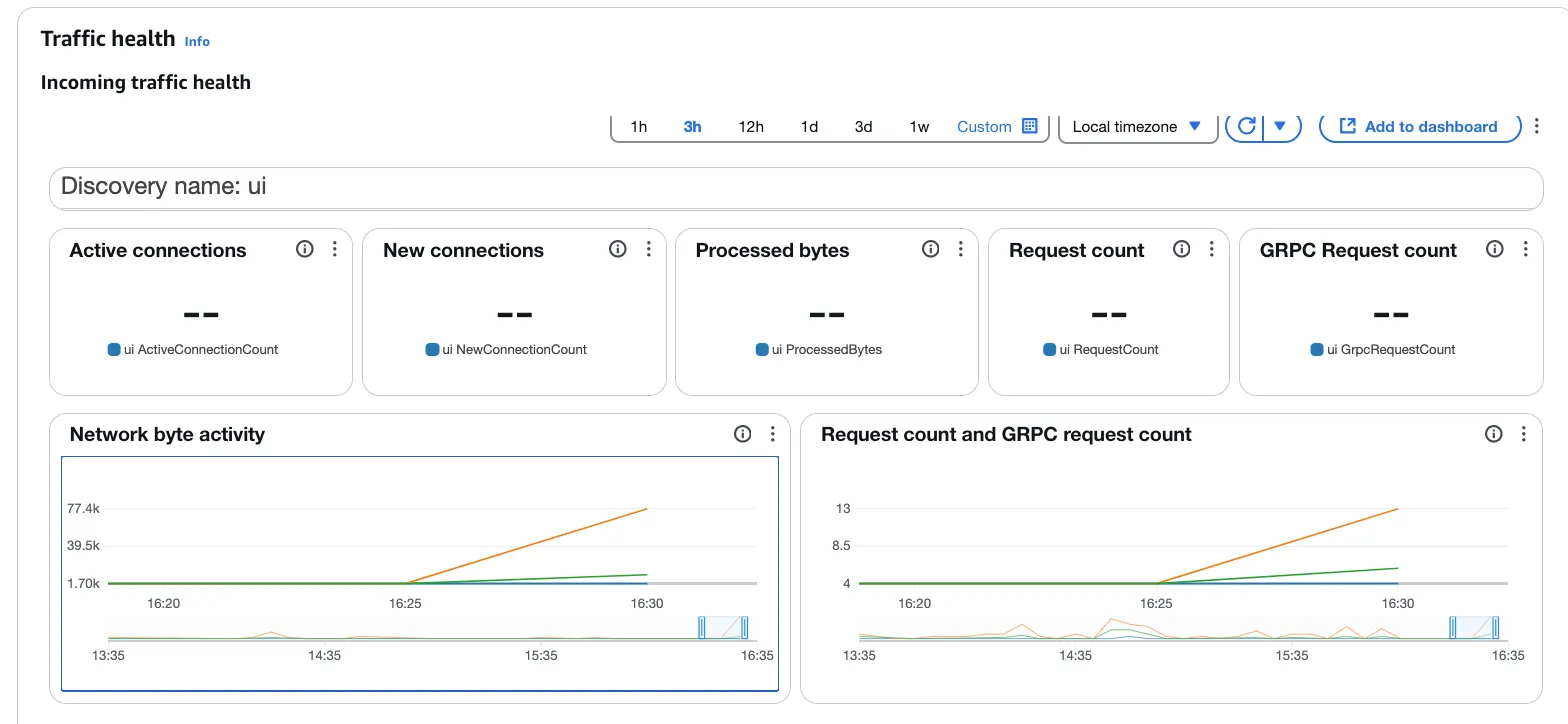 Traffic health Info
Incoming traffic health
1h 3h 12h 1d 3d 1w Custom Local timezone Add to dashboard
Discovery name: ui
Active connections
--
ui ActiveConnectionCount
New connections
--
ui NewConnectionCount
Processed bytes
--
ui ProcessedBytes
Request count
--
ui RequestCount
GRPC Request count
--
ui GrpcRequestCount
Network byte activity
77.4k
39.5k
1.70k
16:20 16:25 16:30
13:35 14:35 15:35 16:35
Request count and GRPC request count
13
8.5
4
16:20 16:25 16:30
13:35 14:35 15:35 16:35